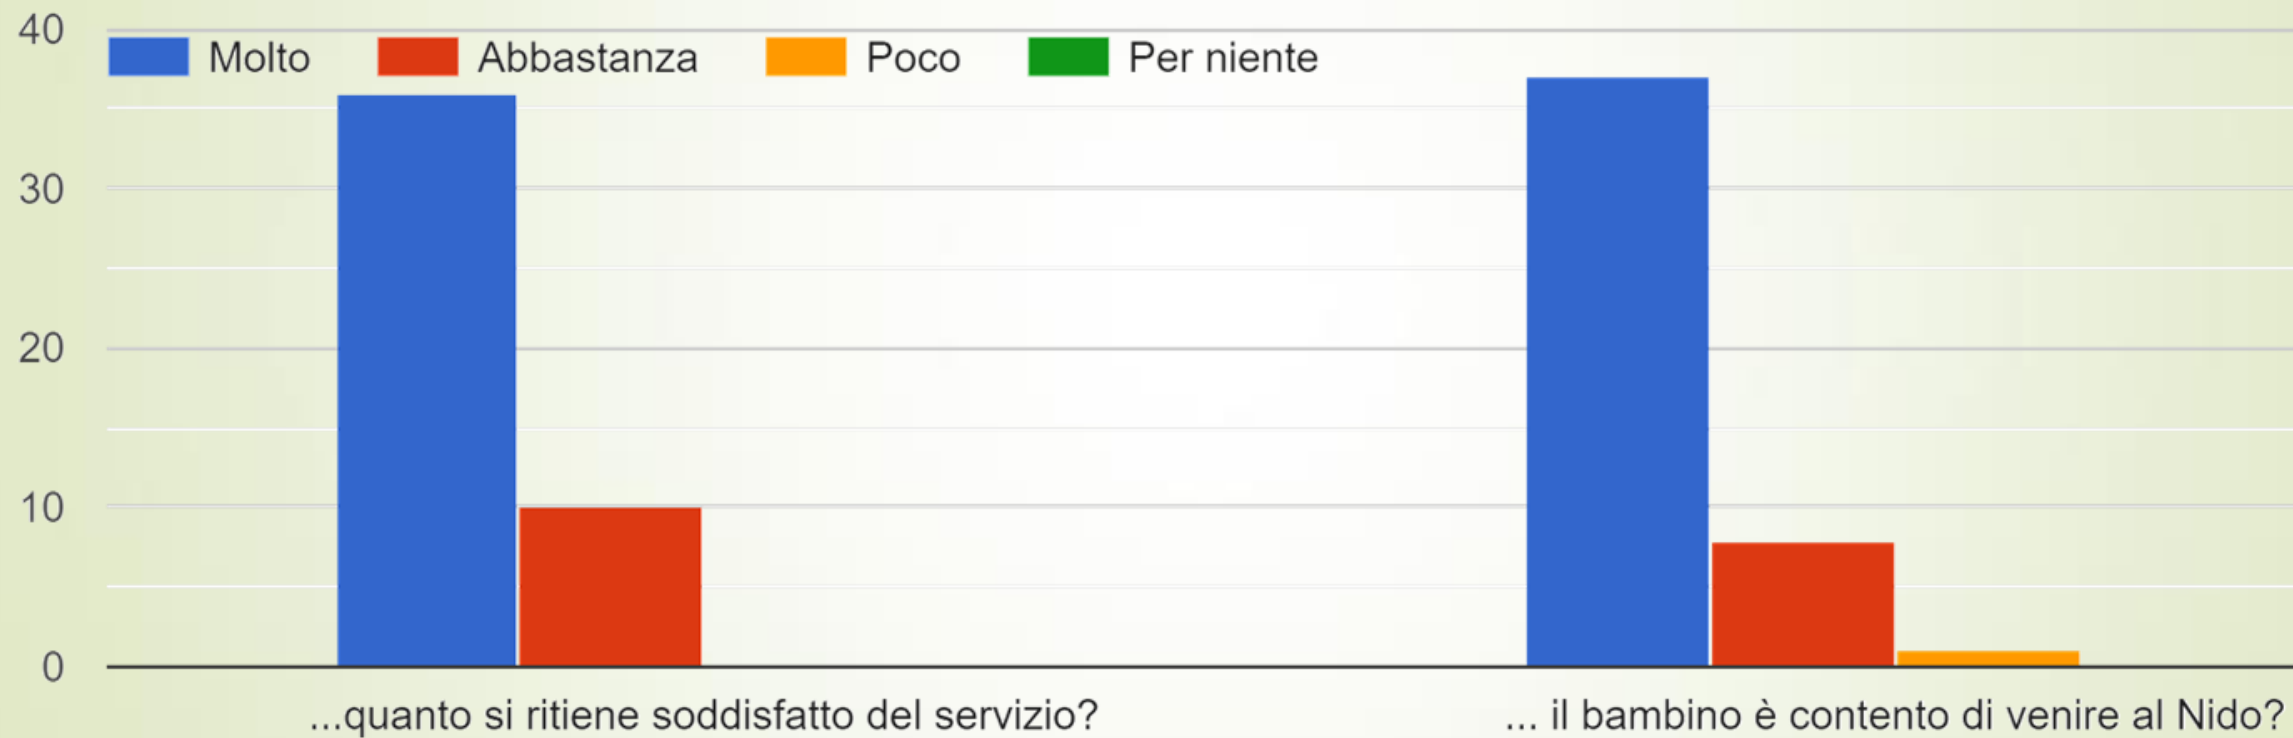 40
Molto Abbastanza Poco Per niente
30
20
10
0
...quanto si ritiene soddisfatto del servizio? ... il bambino è contento di venire al Nido?